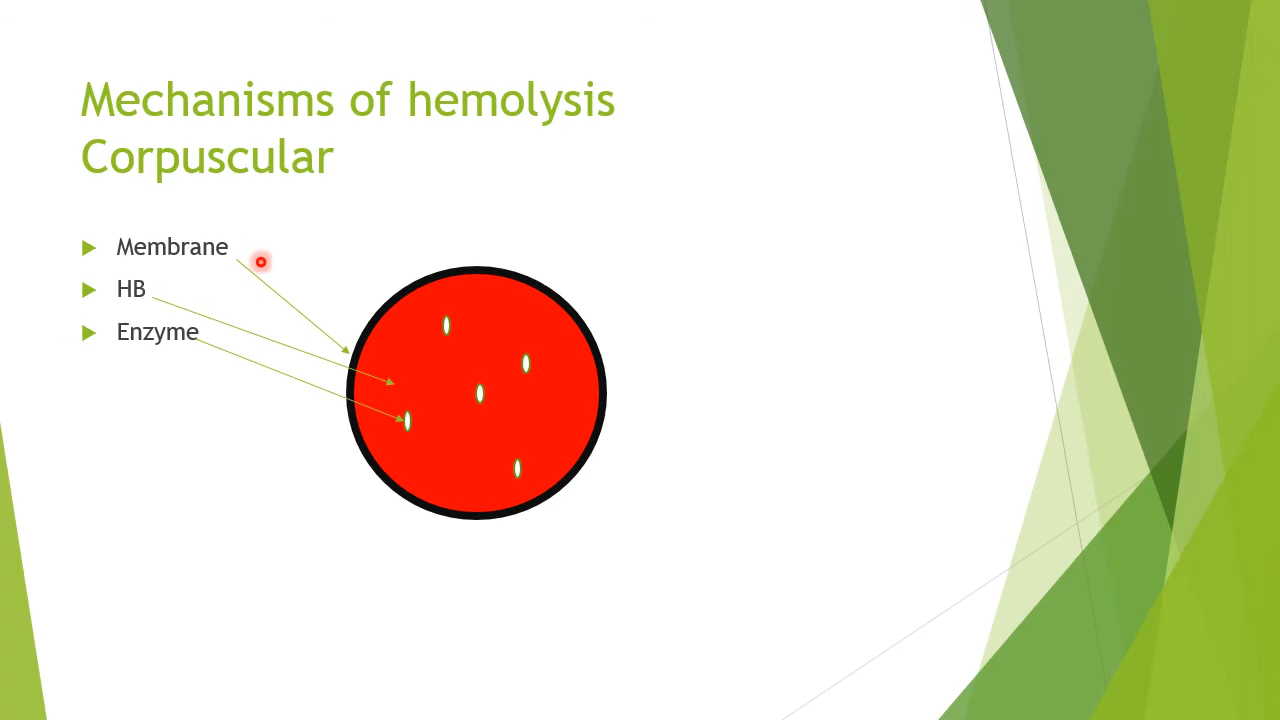 Mechanisms of hemolysis
Corpuscular
Membrane
HB
Enzyme